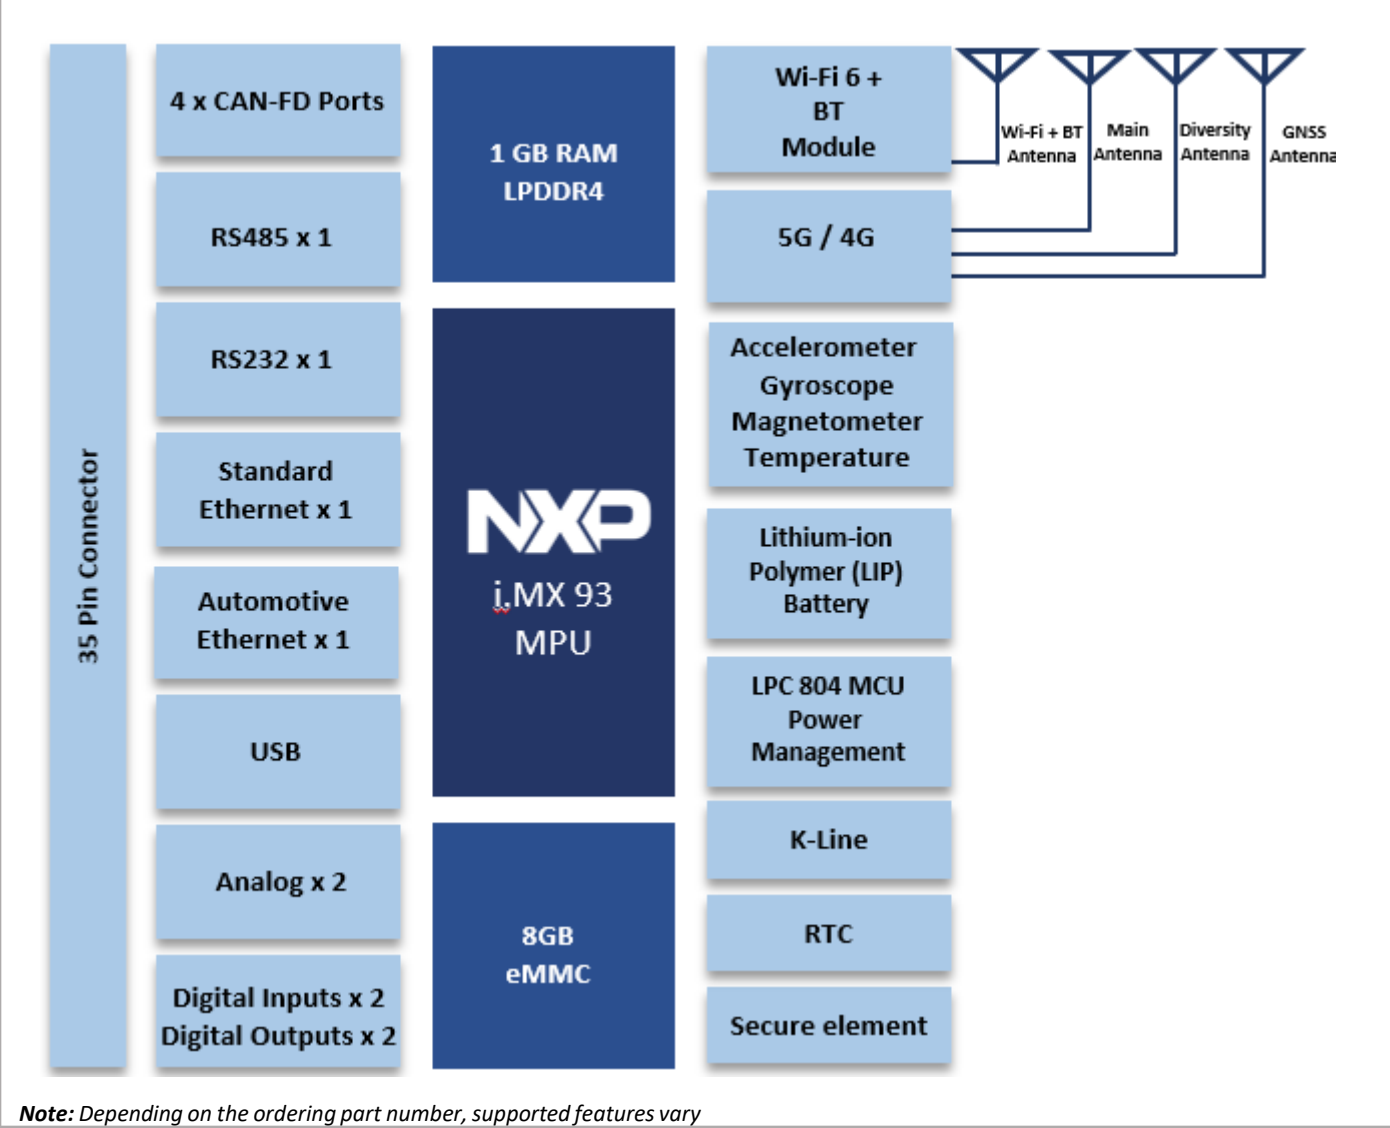 35 Pin Connector
4 x CAN-FD Ports
RS485 x 1
RS232 x 1
Standard
Ethernet x 1
Automotive
Ethernet x 1
USB
Analog x 2
Digital Inputs x 2
Digital Outputs x 2
1 GB RAM
LPDDR4
NXP
i.MX 93
MPU
8GB
eMMC
Wi-Fi 6 +
BT
Module
5G / 4G
Accelerometer
Gyroscope
Magnetometer
Temperature
Lithium-ion
Polymer (LIP)
Battery
LPC 804 MCU
Power
Management
K-Line
RTC
Secure element
Wi-Fi + BT
Antenna
Main
Antenna
Diversity
Antenna
GNSS
Antenna
Note: Depending on the ordering part number, supported features vary